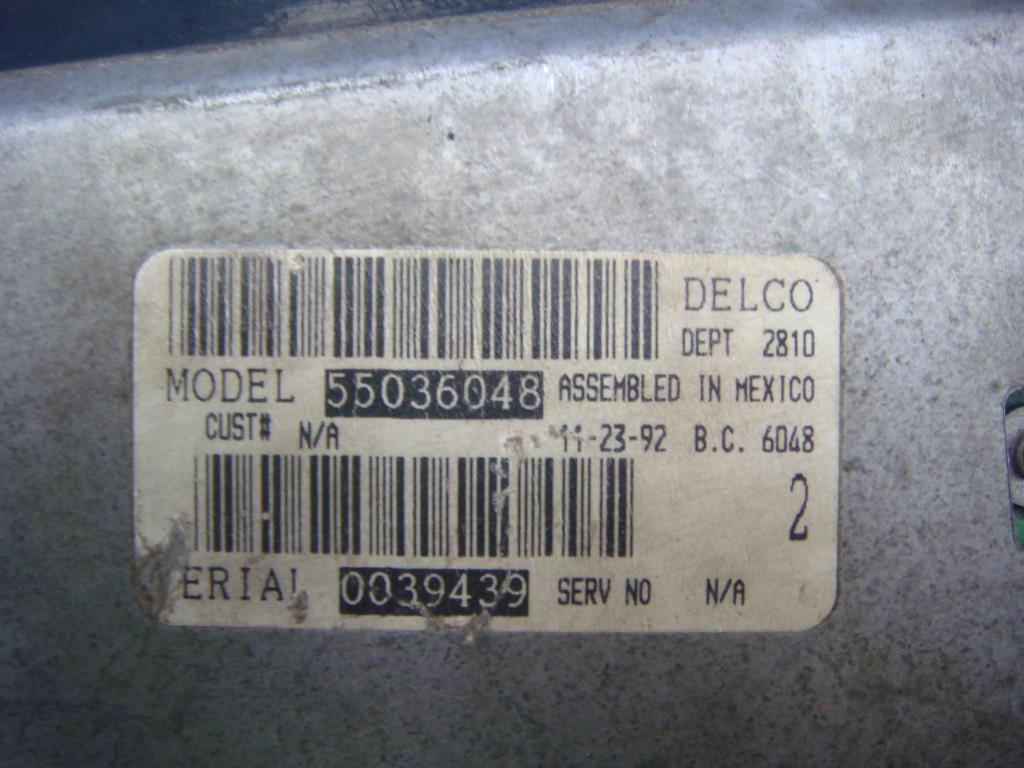 DELCO
DEPT 2810
MODEL 55036048 ASSEMBLED IN MEXICO
CUST# N/A 11-23-92 B.C. 6048
2
ERIAL 0039439 SERV NO N/A